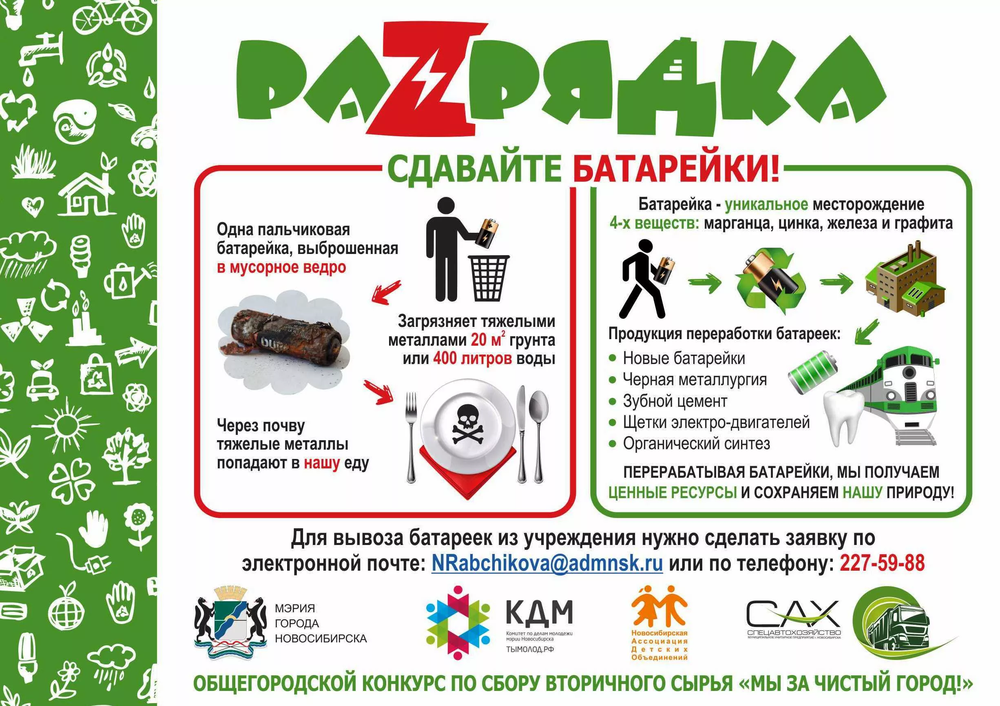 РАZРЯДКА
СДАВАЙТЕ БАТАРЕЙКИ!
Одна пальчиковая
батарейка, выброшенная
в мусорное ведро
Загрязняет тяжелыми
металлами 20 м² грунта
или 400 литров воды
Через почву
тяжелые металлы
попадают в нашу еду
Батарейка - уникальное месторождение
4-х веществ: марганца, цинка, железа и графита
Продукция переработки батареек:
• Новые батарейки
• Черная металлургия
• Зубной цемент
• Щетки электро-двигателей
• Органический синтез
ПЕРЕРАБАТЫВАЯ БАТАРЕЙКИ, МЫ ПОЛУЧАЕМ
ЦЕННЫЕ РЕСУРСЫ И СОХРАНЯЕМ НАШУ ПРИРОДУ!
Для вывоза батареек из учреждения нужно сделать заявку по
электронной почте: NRabchikova@admnsk.ru или по телефону: 227-59-88
МЭРИЯ
ГОРОДА
НОВОСИБИРСКА
КДМ
Комитет по делам молодежи
мэрии Новосибирска
ТЫМОЛОД.РФ
Новосибирская
Ассоциация
Детских
Объединений
САХ
СПЕЦАВТОХОЗЯЙСТВО
МУНИЦИПАЛЬНОЕ УНИТАРНОЕ ПРЕДПРИЯТИЕ г. НОВОСИБИРСКА
ОБЩЕГОРОДСКОЙ КОНКУРС ПО СБОРУ ВТОРИЧНОГО СЫРЬЯ «МЫ ЗА ЧИСТЫЙ ГОРОД!»